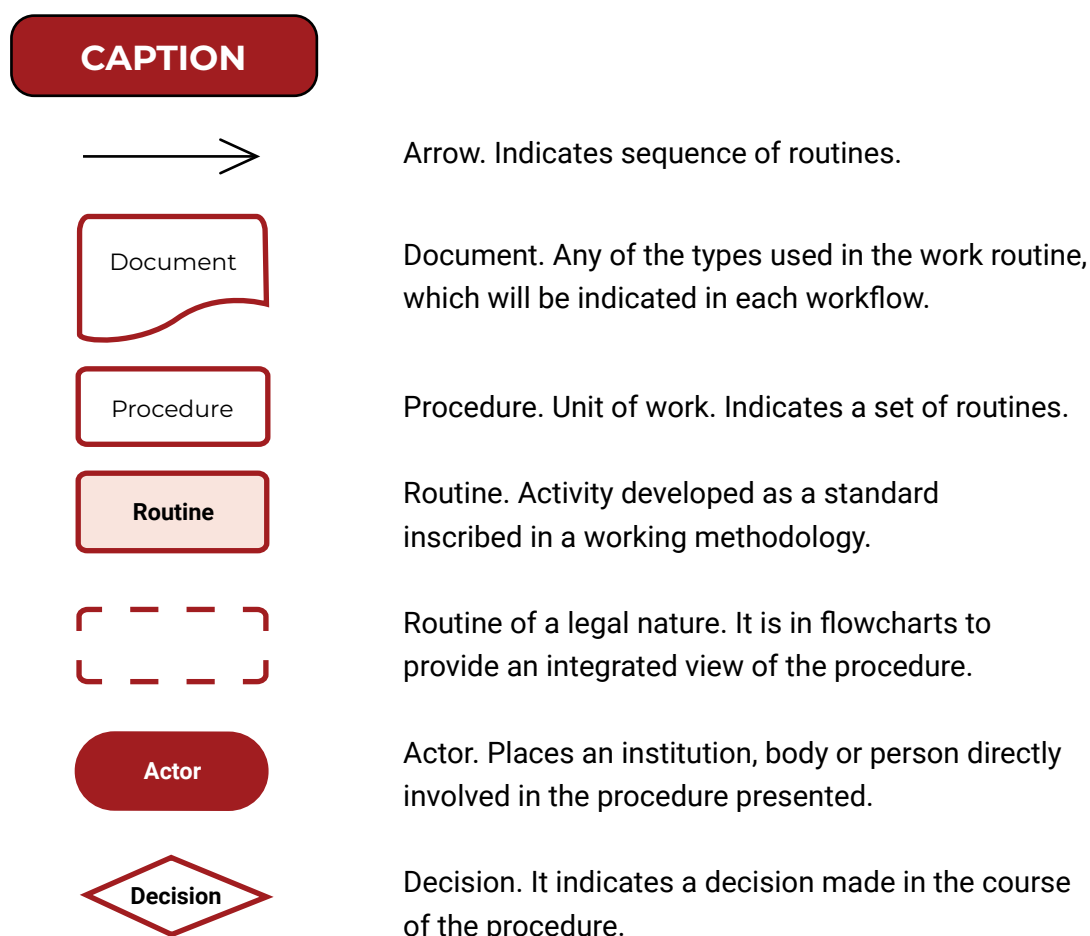 CAPTION
Arrow. Indicates sequence of routines.
Document
Document. Any of the types used in the work routine,
which will be indicated in each workflow.
Procedure
Procedure. Unit of work. Indicates a set of routines.
Routine
Routine. Activity developed as a standard
inscribed in a working methodology.
Routine of a legal nature. It is in flowcharts to
provide an integrated view of the procedure.
Actor
Actor. Places an institution, body or person directly
involved in the procedure presented.
Decision
Decision. It indicates a decision made in the course
of the procedure.